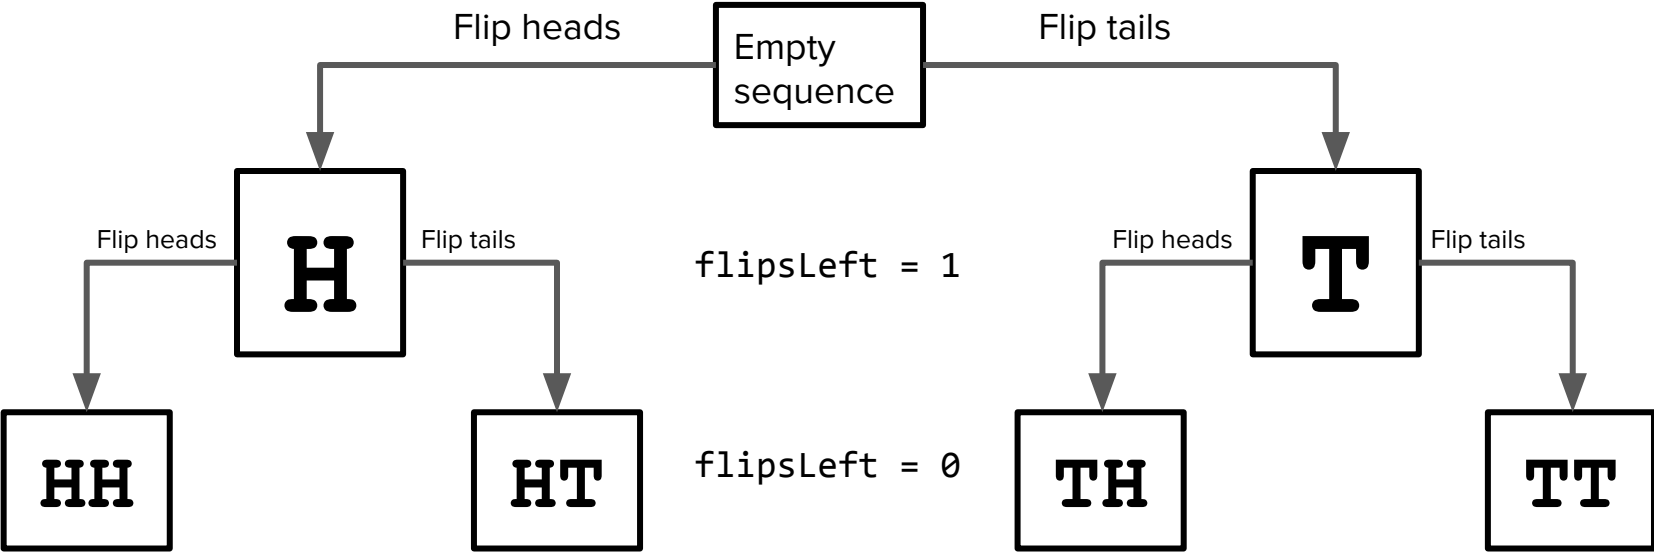 Flip heads
Empty
sequence
Flip tails
Flip heads
H
Flip tails
flipsLeft = 1
Flip heads
T
Flip tails
HH
HT
flipsLeft = 0
TH
TT